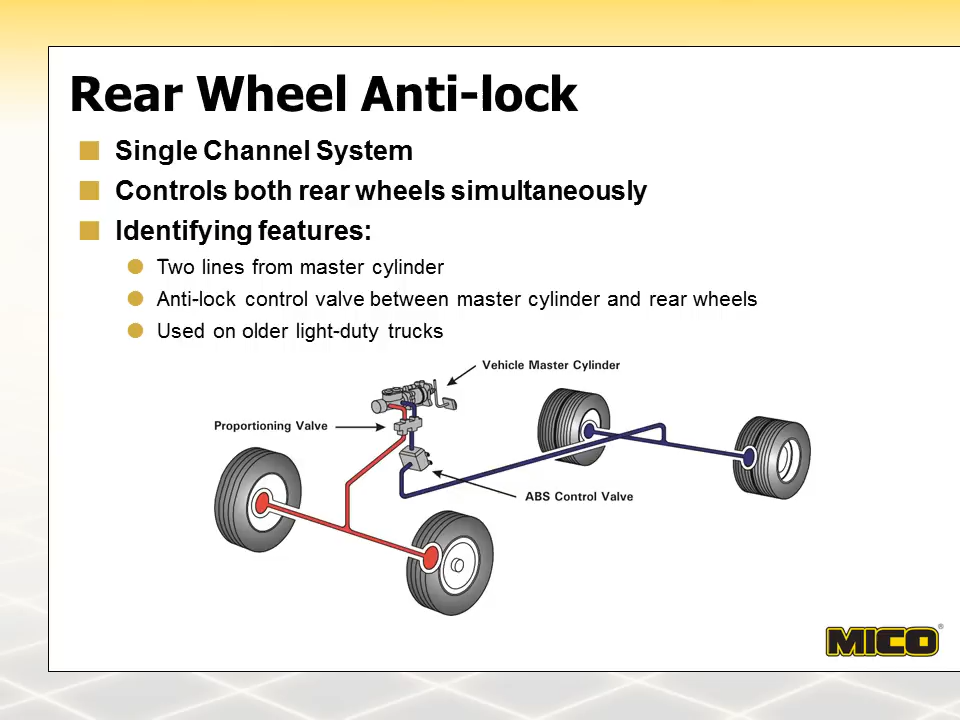 Rear Wheel Anti-lock
Single Channel System
Controls both rear wheels simultaneously
Identifying features:
Two lines from master cylinder
Anti-lock control valve between master cylinder and rear wheels
Used on older light-duty trucks
Vehicle Master Cylinder
Proportioning Valve
ABS Control Valve
MICO®